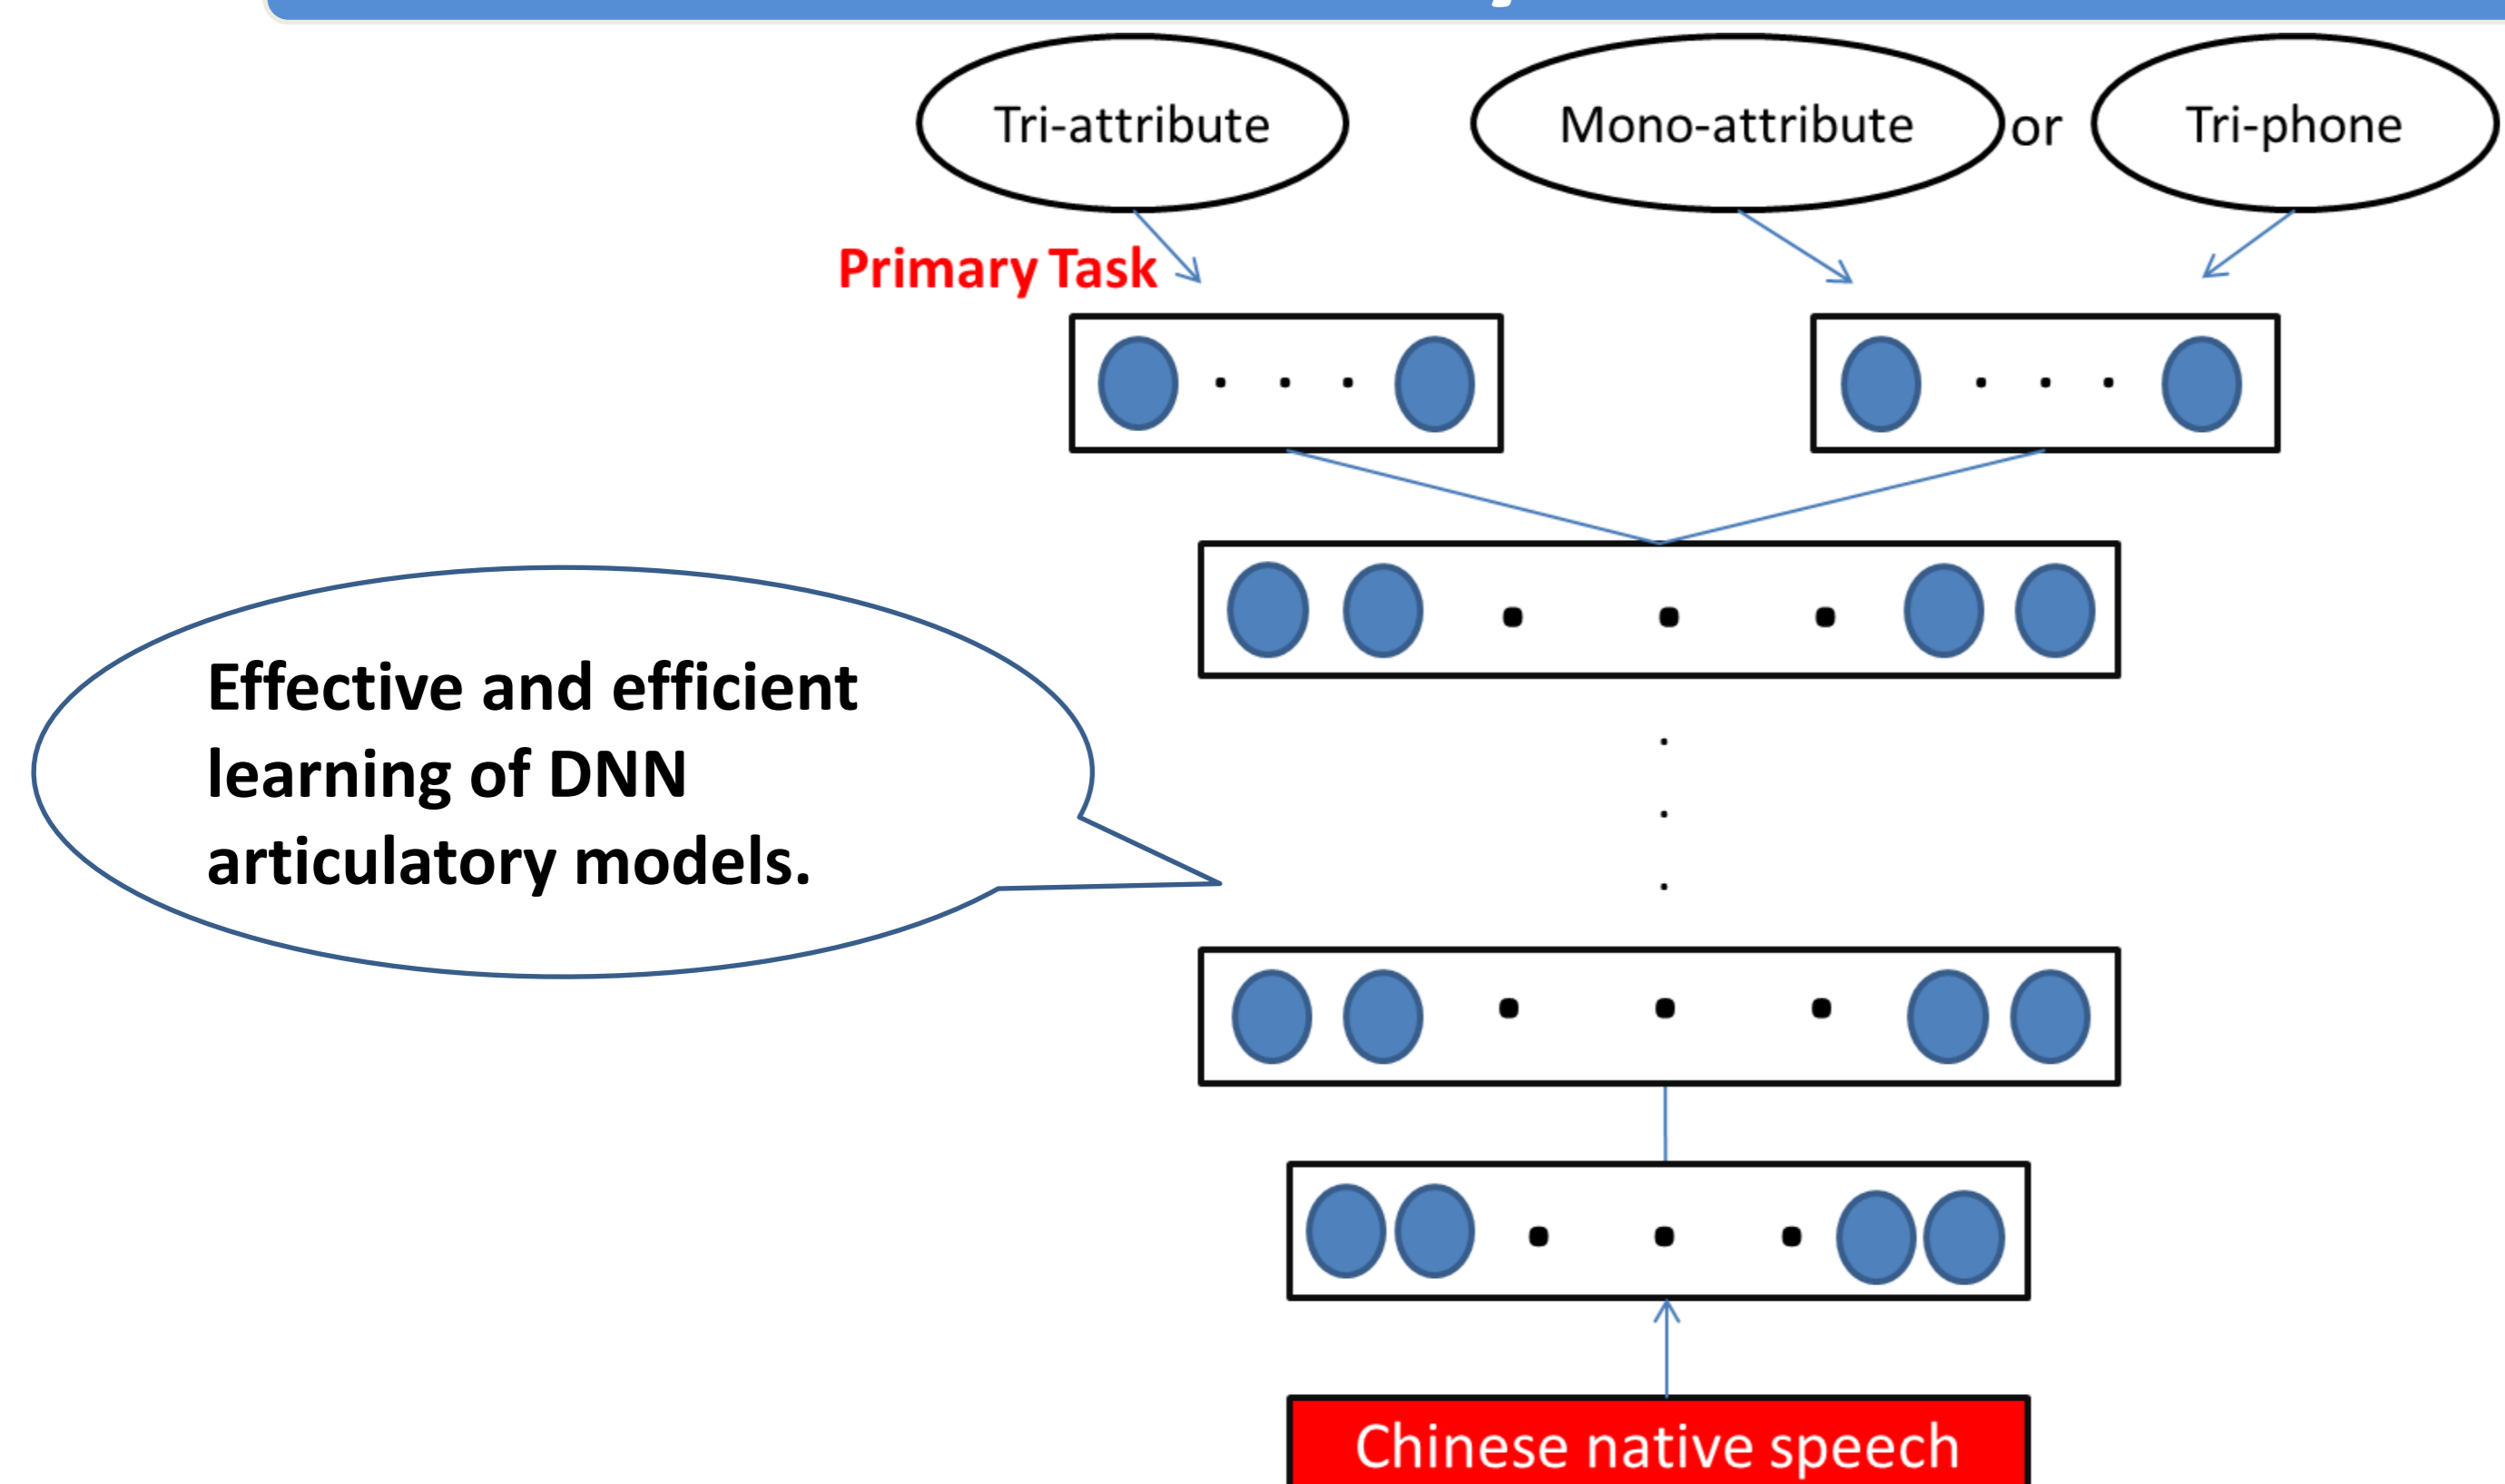 Tri-attribute
Mono-attribute
or
Tri-phone
Primary Task
Effective and efficient
learning of DNN
articulatory models.
Chinese native speech